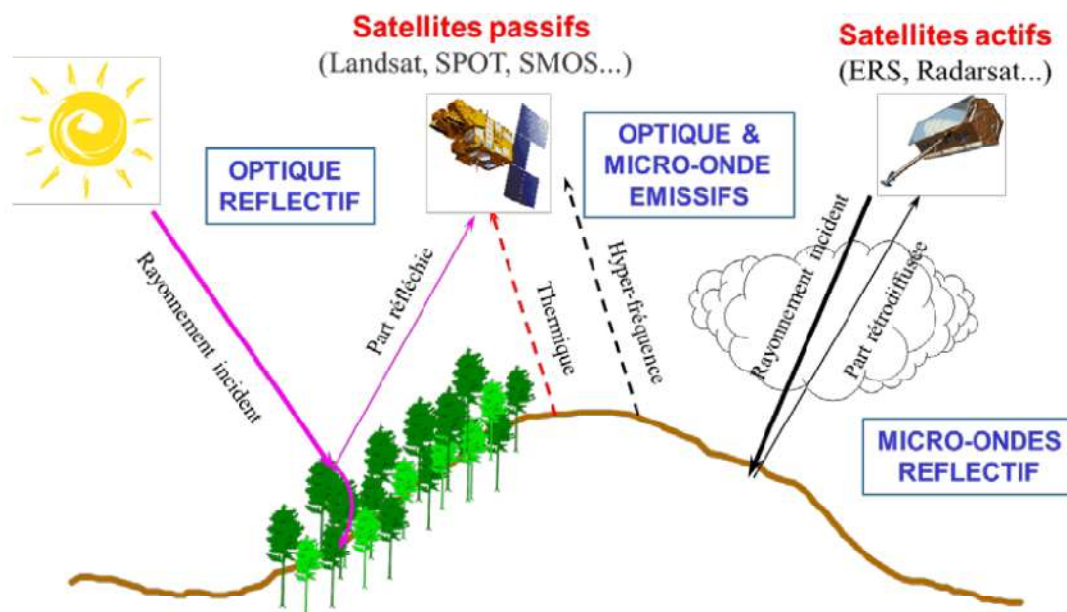 Satellites passifs
(Landsat, SPOT, SMOS...)
Satellites actifs
(ERS, Radarsat...)
OPTIQUE
REFLECTIF
OPTIQUE &
MICRO-ONDE
EMISSIFS
Rayonnement incident
Part réfléchie
Thermique
Hyper-fréquence
Rayonnement incident
Part rétrodiffusée
MICRO-ONDES
REFLECTIF